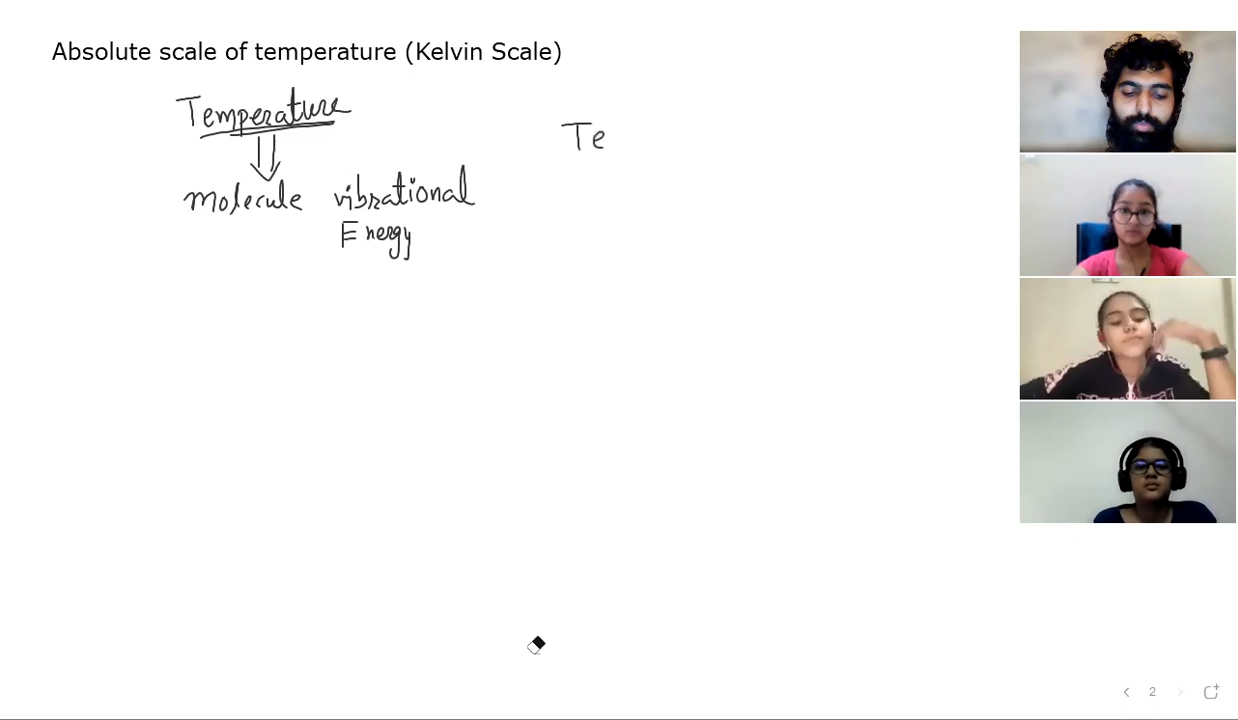 Absolute scale of temperature (Kelvin Scale)
Temperature
Te
molecule vibrational
Energy
2